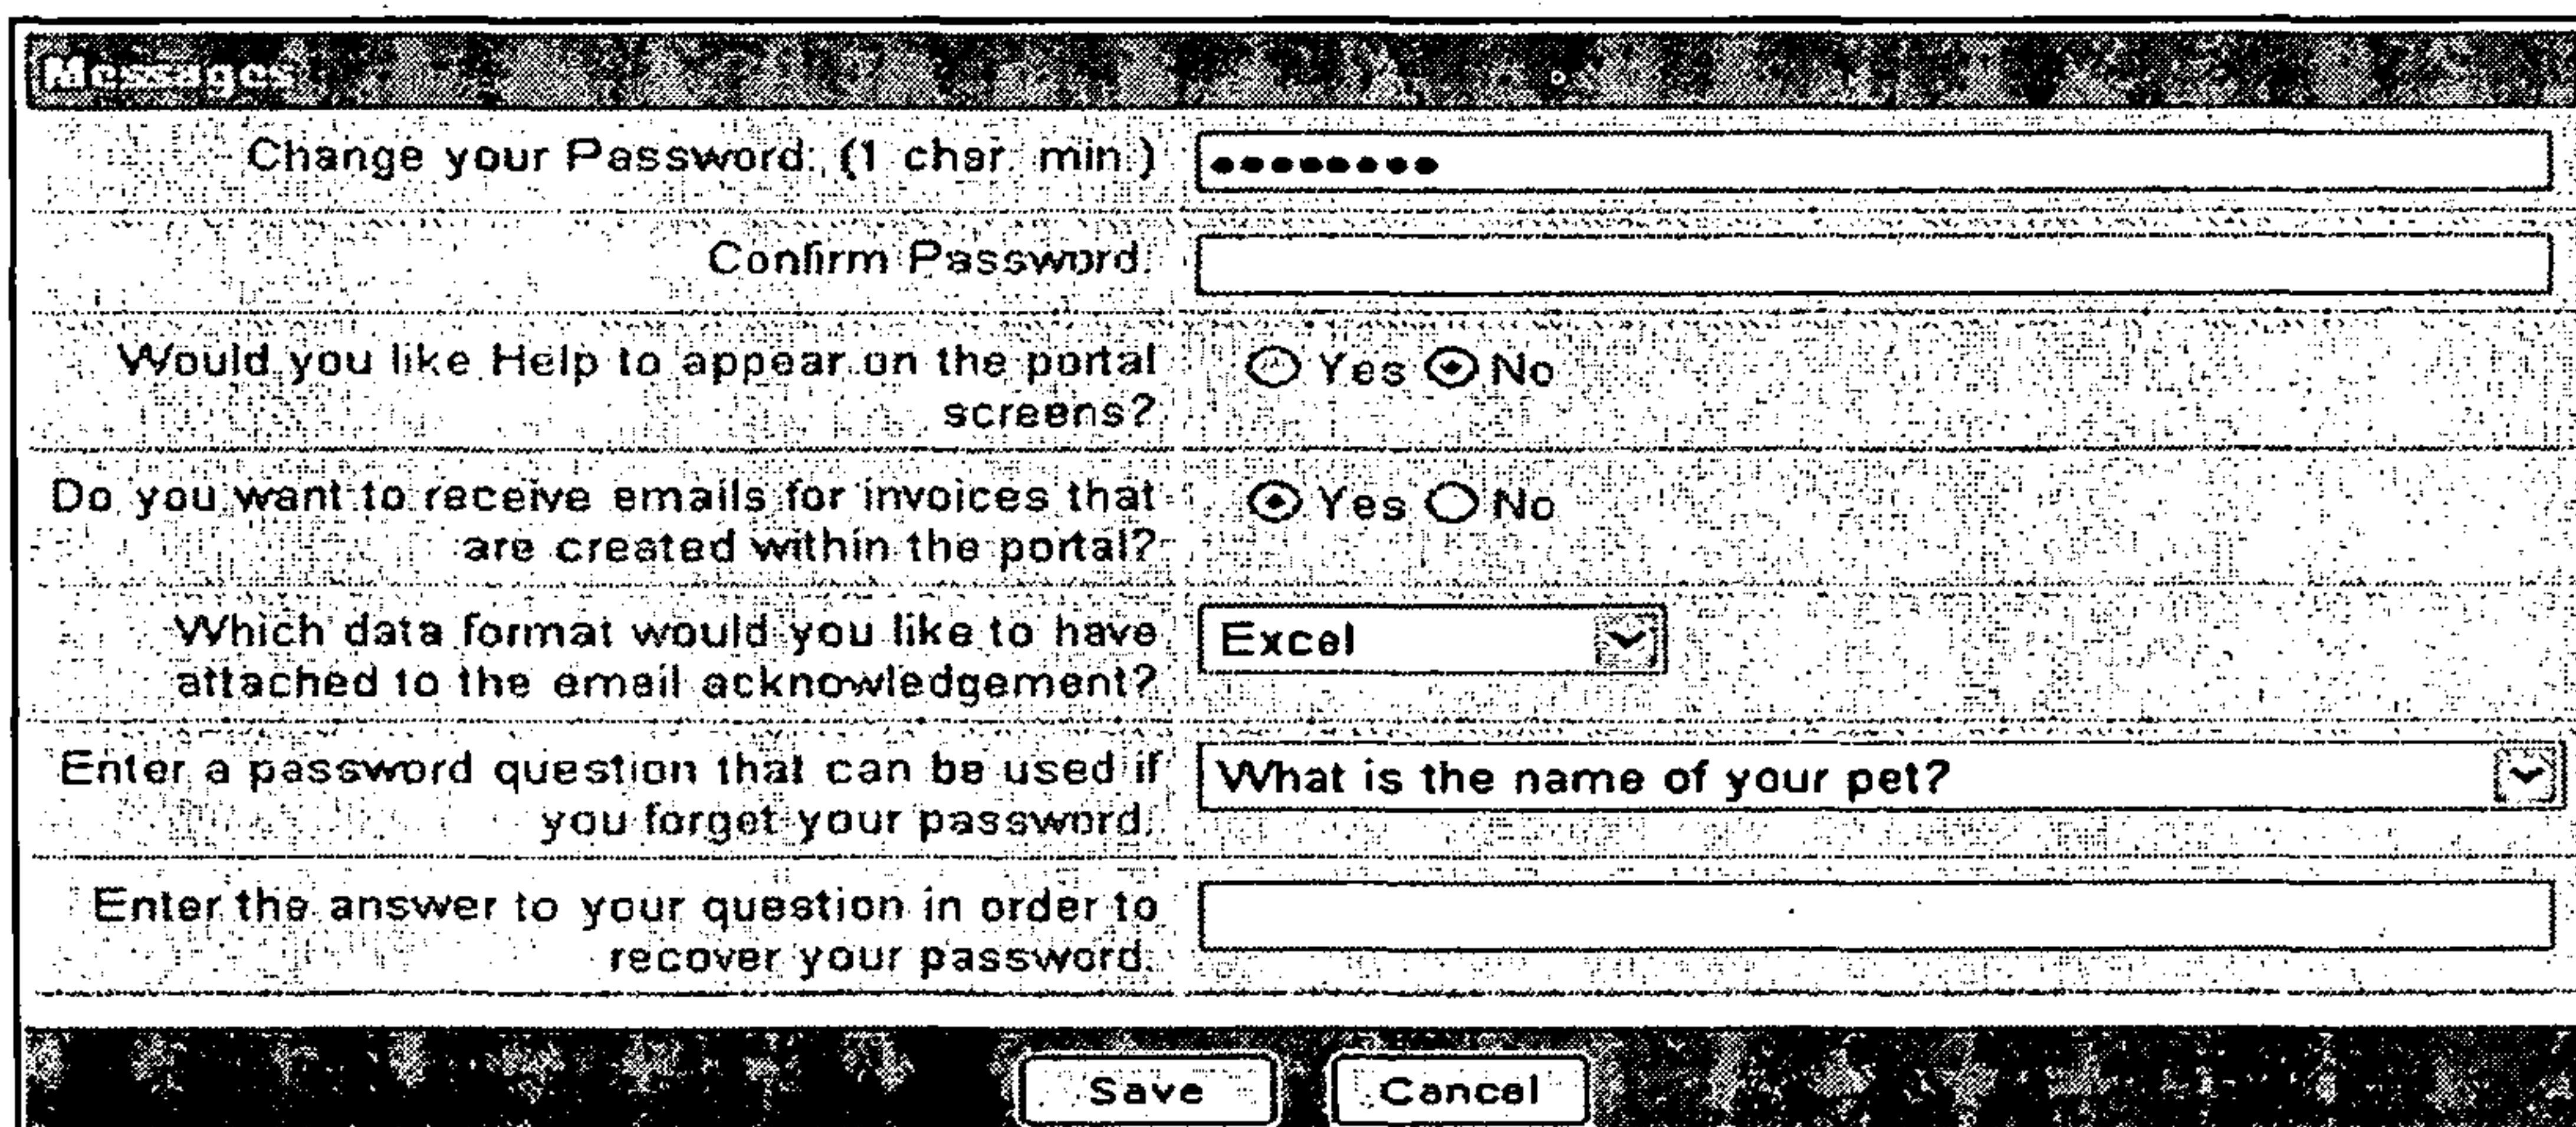 Messages
Change your Password: (1 char. min.) ••••••••
Confirm Password:
Would you like Help to appear on the portal
screens?
Yes No
Do you want to receive emails for invoices that
are created within the portal?
Yes No
Which data format would you like to have
attached to the email acknowledgement?
Excel
Enter a password question that can be used if
you forget your password.
What is the name of your pet?
Enter the answer to your question in order to
recover your password.
Save Cancel